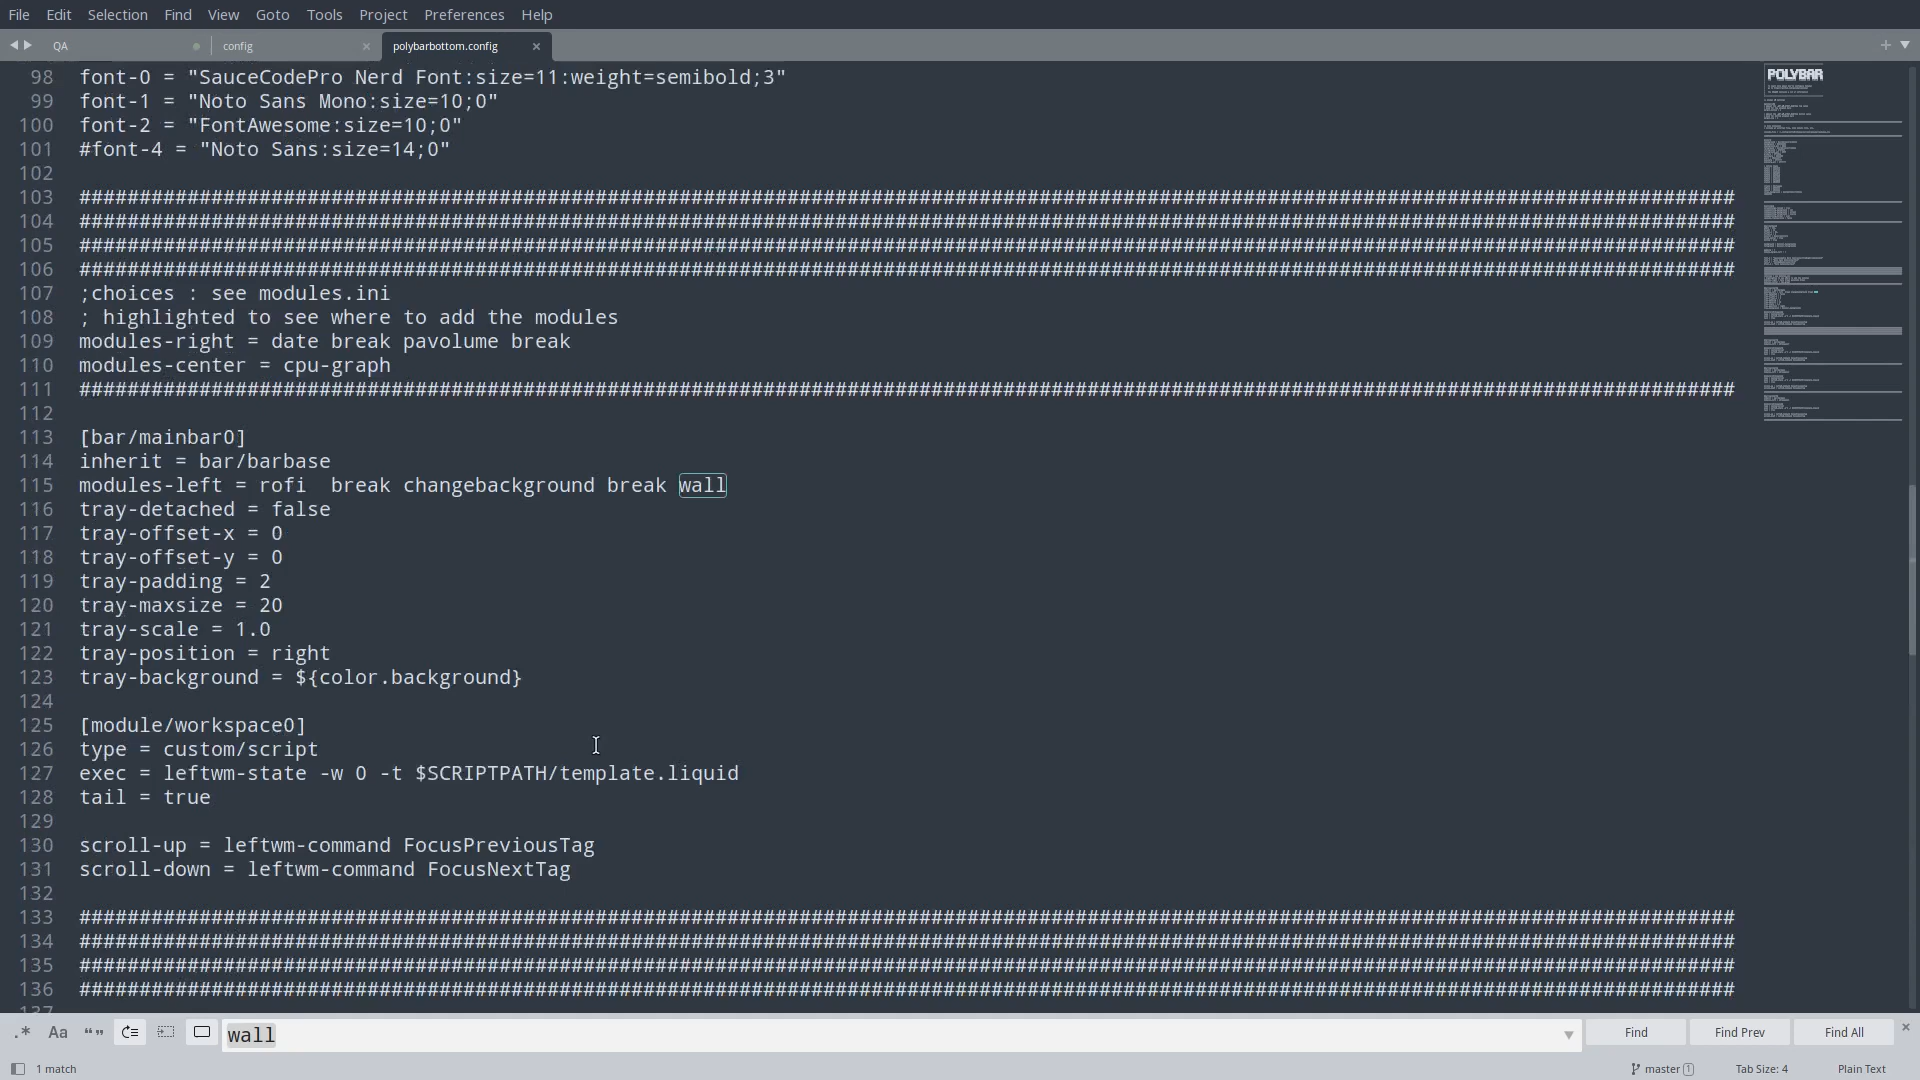 File Edit Selection Find View Goto Tools Project Preferences Help
QA config × polybarbottom.config ×
98 font-0 = "SauceCodePro Nerd Font:size=11:weight=semibold;3"
99 font-1 = "Noto Sans Mono:size=10;0"
100 font-2 = "FontAwesome:size=10;0"
101 #font-4 = "Noto Sans:size=14;0"
102
103 ##########################################################################################################################################
104 ##########################################################################################################################################
105 ##########################################################################################################################################
106 ##########################################################################################################################################
107 ;choices : see modules.ini
108 ; highlighted to see where to add the modules
109 modules-right = date break pavolume break
110 modules-center = cpu-graph
111 ##########################################################################################################################################
112
113 [bar/mainbar0]
114 inherit = bar/barbase
115 modules-left = rofi  break changebackground break wall
116 tray-detached = false
117 tray-offset-x = 0
118 tray-offset-y = 0
119 tray-padding = 2
120 tray-maxsize = 20
121 tray-scale = 1.0
122 tray-position = right
123 tray-background = ${color.background}
124
125 [module/workspace0]
126 type = custom/script
127 exec = leftwm-state -w 0 -t $SCRIPTPATH/template.liquid
128 tail = true
129
130 scroll-up = leftwm-command FocusPreviousTag
131 scroll-down = leftwm-command FocusNextTag
132
133 ##########################################################################################################################################
134 ##########################################################################################################################################
135 ##########################################################################################################################################
136 ##########################################################################################################################################
POLYBAR
.* Aa "" wall Find Find Prev Find All ×
1 match master 1 Tab Size: 4 Plain Text